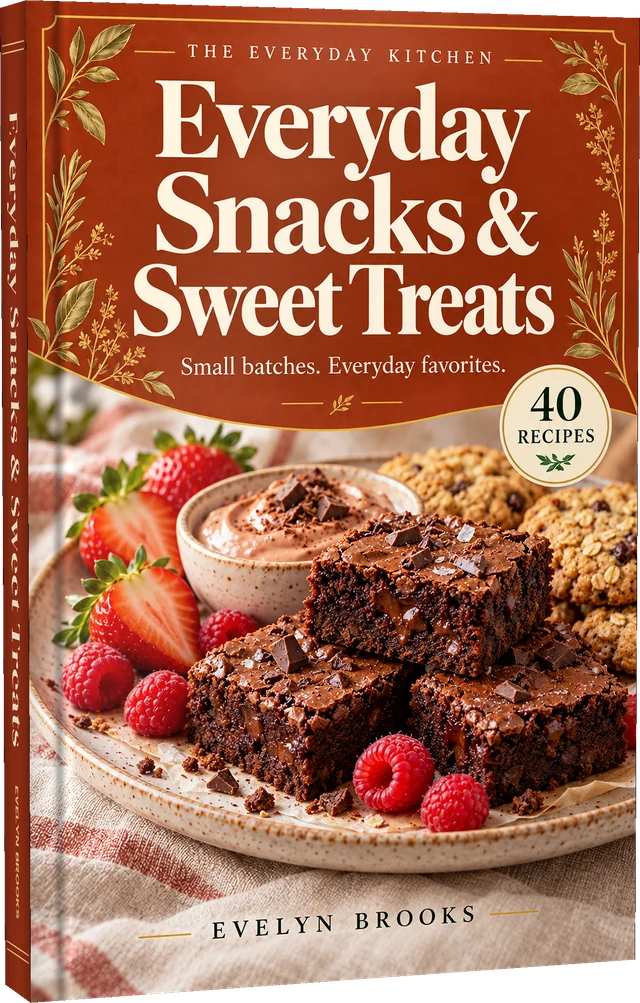 THE EVERYDAY KITCHEN
Everyday
Snacks &
Sweet Treats
Small batches. Everyday favorites.
40
RECIPES
EVELYN BROOKS
Everyday Snacks & Sweet Treats
EVELYN BROOKS